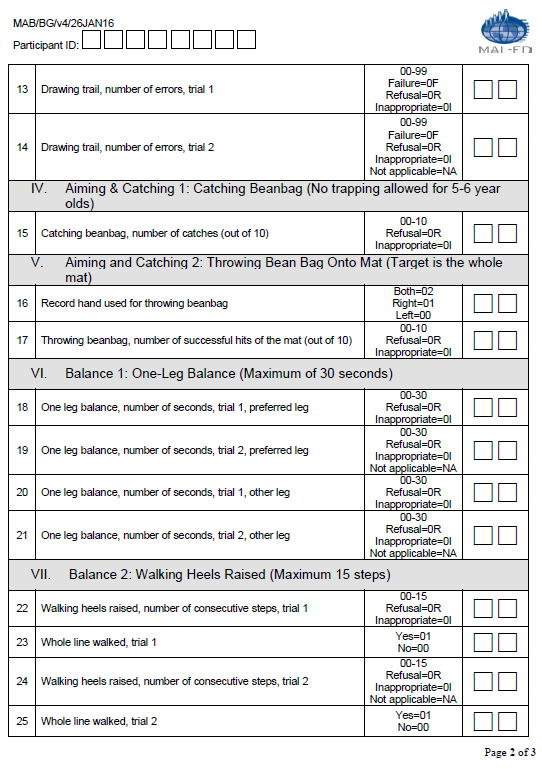 MAB/BG/v4/26JAN16
Participant ID:
MAL-ED
13 Drawing trail, number of errors, trial 1
00-99
Failure=0F
Refusal=0R
Inappropriate=0I
14 Drawing trail, number of errors, trial 2
00-99
Failure=0F
Refusal=0R
Inappropriate=0I
Not applicable=NA
IV. Aiming & Catching 1: Catching Beanbag (No trapping allowed for 5-6 year
olds)
15 Catching beanbag, number of catches (out of 10)
00-10
Refusal=0R
Inappropriate=0I
V. Aiming and Catching 2: Throwing Bean Bag Onto Mat (Target is the whole
mat)
16 Record hand used for throwing beanbag
Both=02
Right=01
Left=00
17 Throwing beanbag, number of successful hits of the mat (out of 10)
00-10
Refusal=0R
Inappropriate=0I
VI. Balance 1: One-Leg Balance (Maximum of 30 seconds)
18 One leg balance, number of seconds, trial 1, preferred leg
00-30
Refusal=0R
Inappropriate=0I
19 One leg balance, number of seconds, trial 2, preferred leg
00-30
Refusal=0R
Inappropriate=0I
Not applicable=NA
20 One leg balance, number of seconds, trial 1, other leg
00-30
Refusal=0R
Inappropriate=0I
21 One leg balance, number of seconds, trial 2, other leg
00-30
Refusal=0R
Inappropriate=0I
Not applicable=NA
VII. Balance 2: Walking Heels Raised (Maximum 15 steps)
22 Walking heels raised, number of consecutive steps, trial 1
00-15
Refusal=0R
Inappropriate=0I
23 Whole line walked, trial 1
Yes=01
No=00
24 Walking heels raised, number of consecutive steps, trial 2
00-15
Refusal=0R
Inappropriate=0I
Not applicable=NA
25 Whole line walked, trial 2
Yes=01
No=00
Page 2 of 3